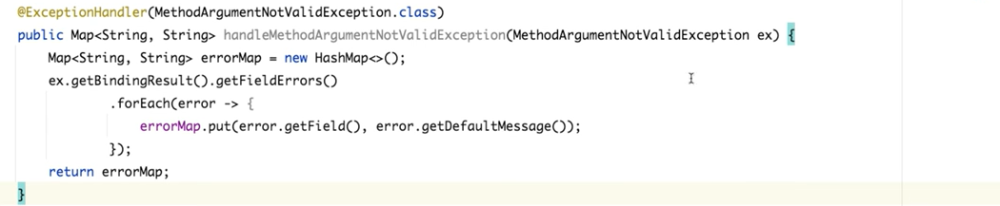 @ExceptionHandler(MethodArgumentNotValidException.class)
public Map<String, String> handleMethodArgumentNotValidException(MethodArgumentNotValidException ex) {
    Map<String, String> errorMap = new HashMap<>();
    ex.getBindingResult().getFieldErrors()
            .forEach(error -> {
                errorMap.put(error.getField(), error.getDefaultMessage());
            });
    return errorMap;
}